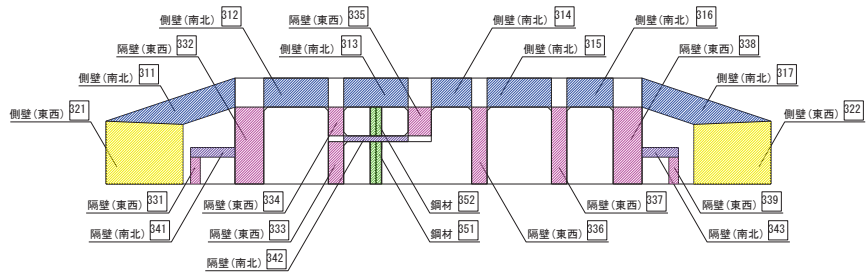 側壁(南北) 312
隔壁(東西) 335
側壁(南北) 314
側壁(南北) 316
隔壁(東西) 332
側壁(南北) 313
側壁(南北) 315
隔壁(東西) 338
側壁(南北) 311
側壁(南北) 317
側壁(東西) 321
側壁(東西) 322
隔壁(東西) 331
隔壁(東西) 334
鋼材 352
隔壁(東西) 337
隔壁(東西) 339
隔壁(南北) 341
隔壁(東西) 333
鋼材 351
隔壁(東西) 336
隔壁(南北) 343
隔壁(南北) 342